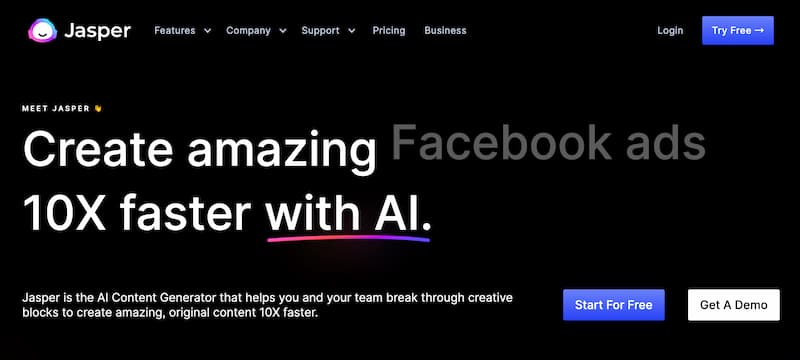 Jasper Features Company Support Pricing Business Login Try Free →
MEET JASPER 👋
Create amazing Facebook ads
10X faster with AI.
Jasper is the AI Content Generator that helps you and your team break through creative
blocks to create amazing, original content 10X faster.
Start For Free Get A Demo